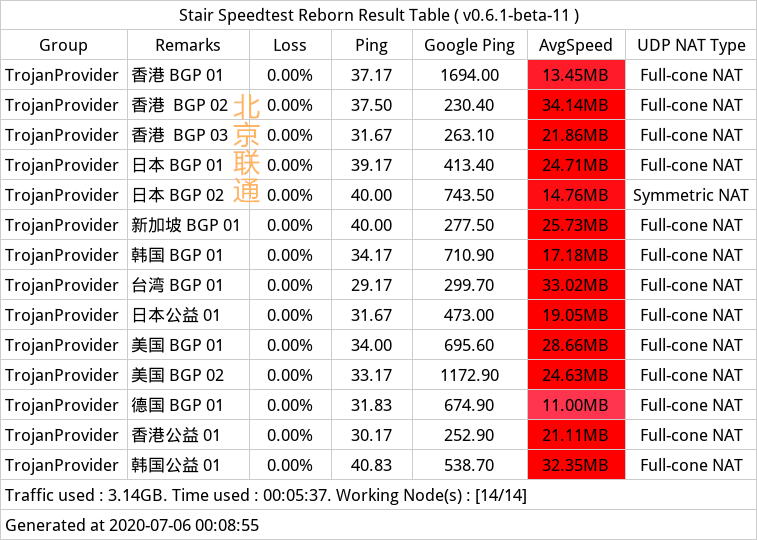 Stair Speedtest Reborn Result Table ( v0.6.1-beta-11 )
Group Remarks Loss Ping Google Ping AvgSpeed UDP NAT Type
TrojanProvider 香港 BGP 01 0.00% 37.17 1694.00 13.45MB Full-cone NAT
TrojanProvider 香港 BGP 02 0.00% 37.50 230.40 34.14MB Full-cone NAT
TrojanProvider 香港 BGP 03 0.00% 31.67 263.10 21.86MB Full-cone NAT
TrojanProvider 日本 BGP 01 0.00% 39.17 413.40 24.71MB Full-cone NAT
TrojanProvider 日本 BGP 02 0.00% 40.00 743.50 14.76MB Symmetric NAT
TrojanProvider 新加坡 BGP 01 0.00% 40.00 277.50 25.73MB Full-cone NAT
TrojanProvider 韩国 BGP 01 0.00% 34.17 710.90 17.18MB Full-cone NAT
TrojanProvider 台湾 BGP 01 0.00% 29.17 299.70 33.02MB Full-cone NAT
TrojanProvider 日本公益 01 0.00% 31.67 473.00 19.05MB Full-cone NAT
TrojanProvider 美国 BGP 01 0.00% 34.00 695.60 28.66MB Full-cone NAT
TrojanProvider 美国 BGP 02 0.00% 33.17 1172.90 24.63MB Full-cone NAT
TrojanProvider 德国 BGP 01 0.00% 31.83 674.90 11.00MB Full-cone NAT
TrojanProvider 香港公益 01 0.00% 30.17 252.90 21.11MB Full-cone NAT
TrojanProvider 韩国公益 01 0.00% 40.83 538.70 32.35MB Full-cone NAT
Traffic used : 3.14GB. Time used : 00:05:37. Working Node(s) : [14/14]
Generated at 2020-07-06 00:08:55
北京联通